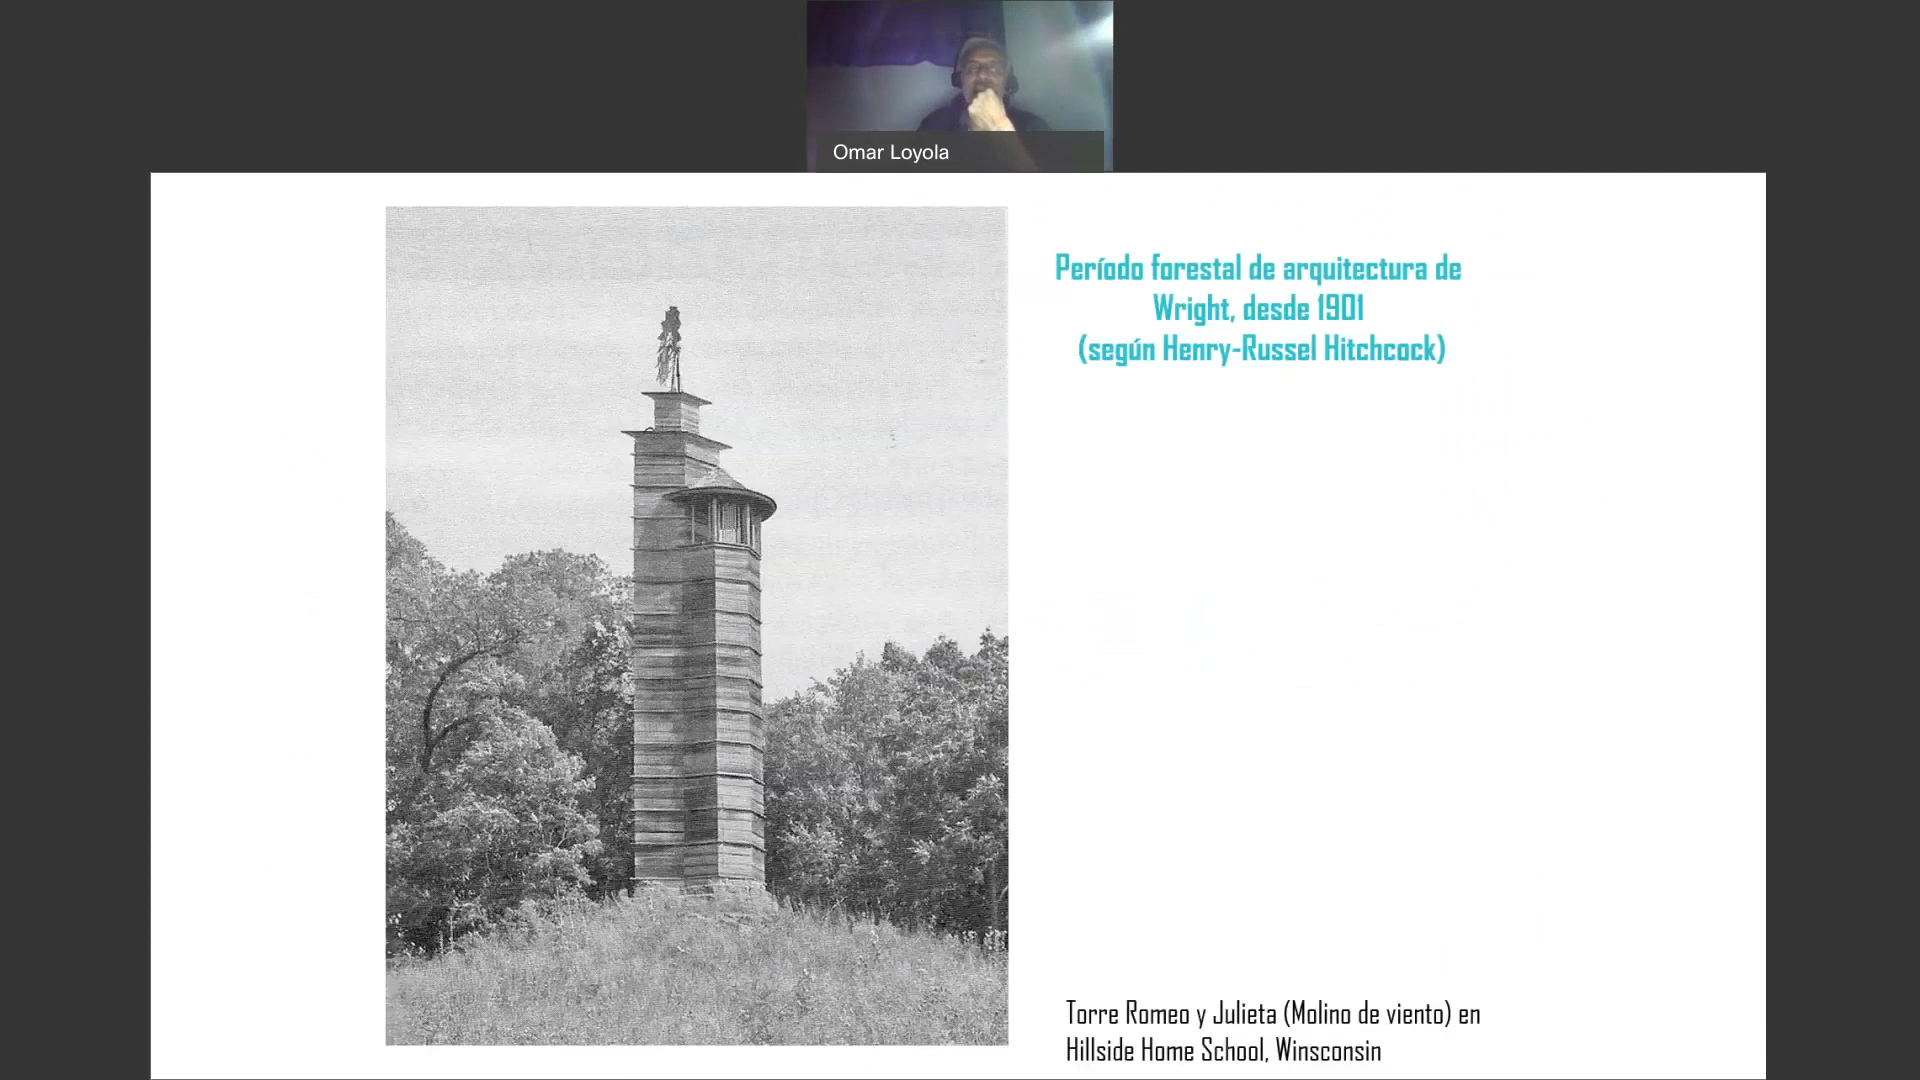 Omar Loyola
Período forestal de arquitectura de
Wright, desde 1901
(según Henry-Russel Hitchcock)
Torre Romeo y Julieta (Molino de viento) en
Hillside Home School, Winsconsin